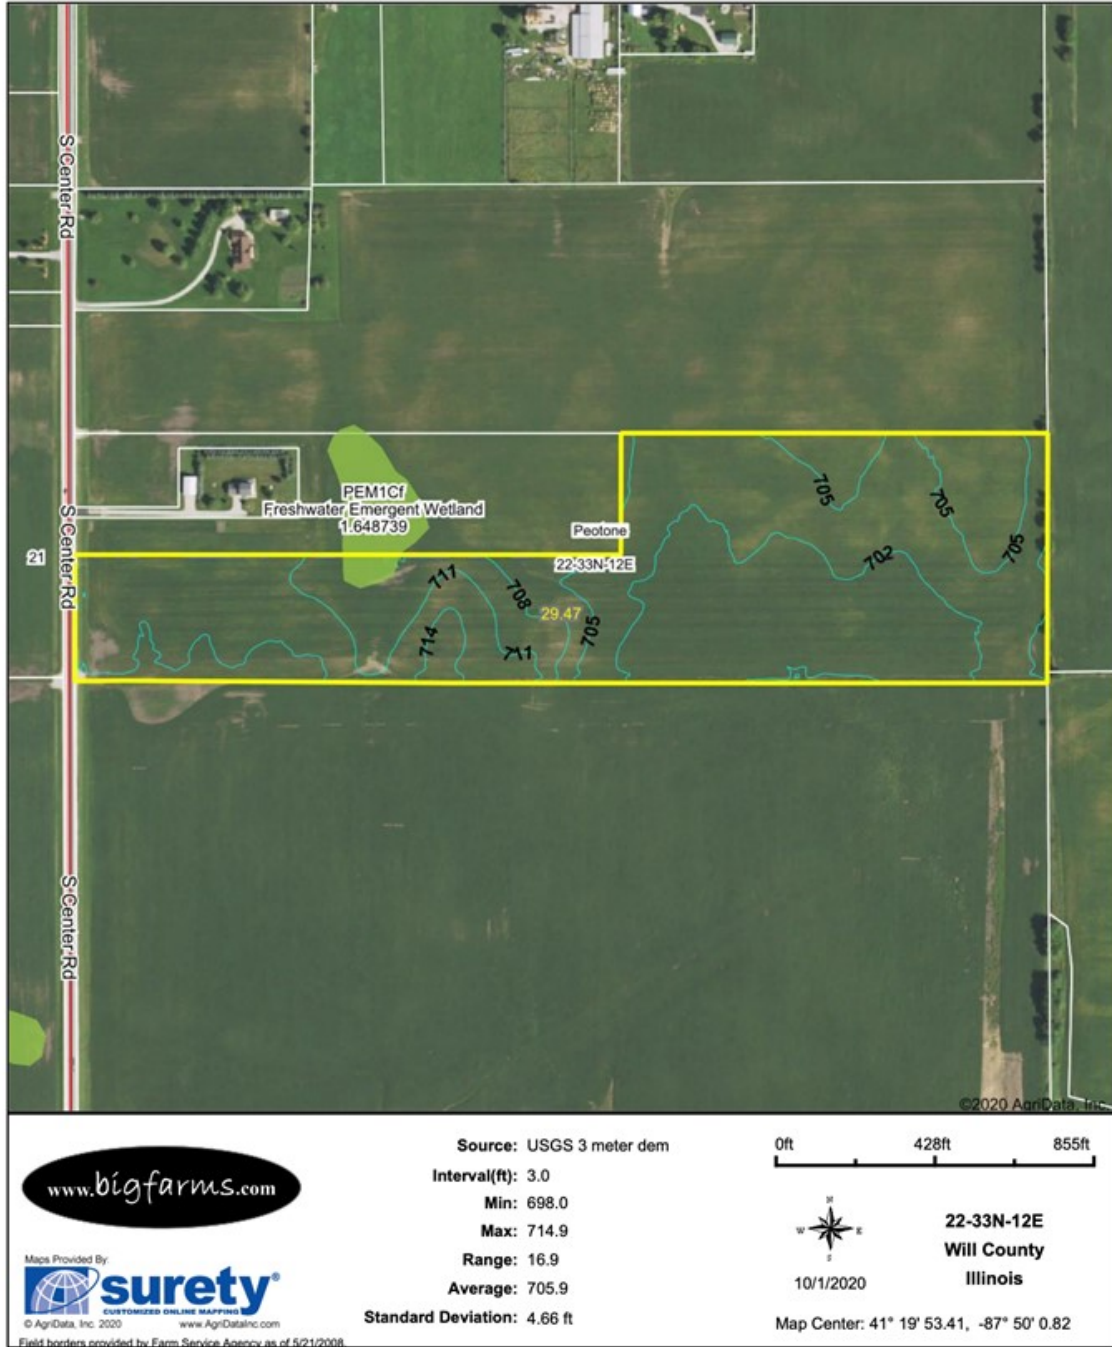 S Center Rd
PEM1Cf
Freshwater Emergent Wetland
1.648739
705
705
Peotone
21
S Center Rd
22-33N-12E
702
705
711
708
29.47
714
711
705
S Center Rd
©2020 AgriData, Inc.
www.bigfarms.com
Maps Provided By:
surety®
CUSTOMIZED ONLINE MAPPING
© AgriData, Inc. 2020 www.AgriDataInc.com
Field borders provided by Farm Service Agency as of 5/21/2008.
Source: USGS 3 meter dem
Interval(ft): 3.0
Min: 698.0
Max: 714.9
Range: 16.9
Average: 705.9
Standard Deviation: 4.66 ft
0ft 428ft 855ft
N
W E
S
10/1/2020
22-33N-12E
Will County
Illinois
Map Center: 41° 19' 53.41, -87° 50' 0.82